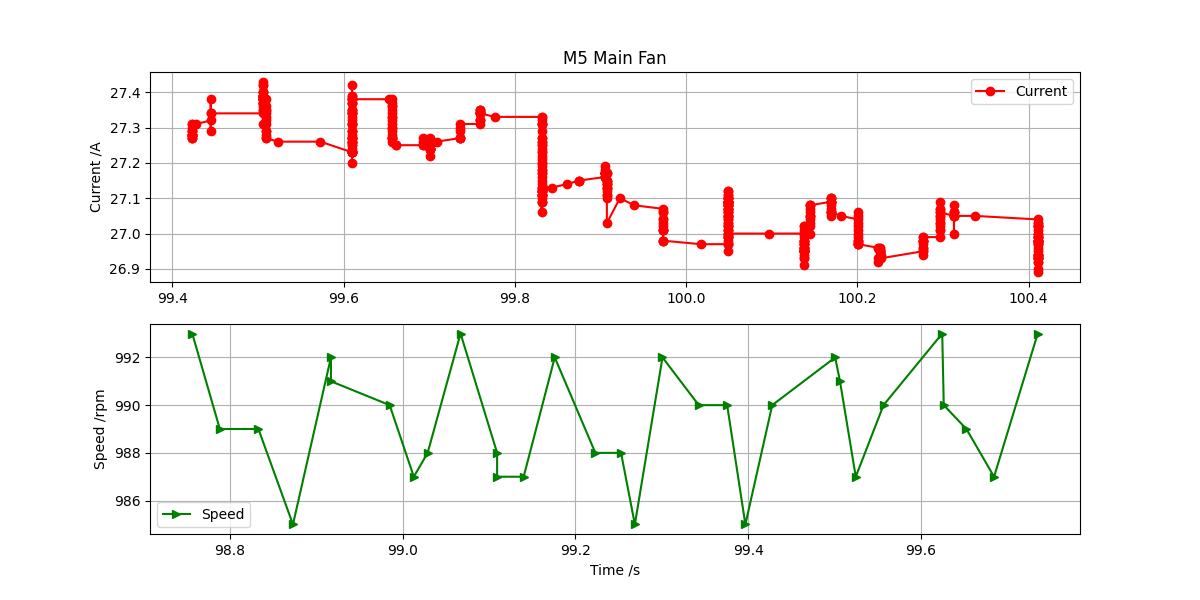 M5 Main Fan
Current /A
27.4
27.3
27.2
27.1
27.0
26.9
Current
99.4 99.6 99.8 100.0 100.2 100.4
Speed /rpm
992
990
988
986
Speed
98.8 99.0 99.2 99.4 99.6
Time /s